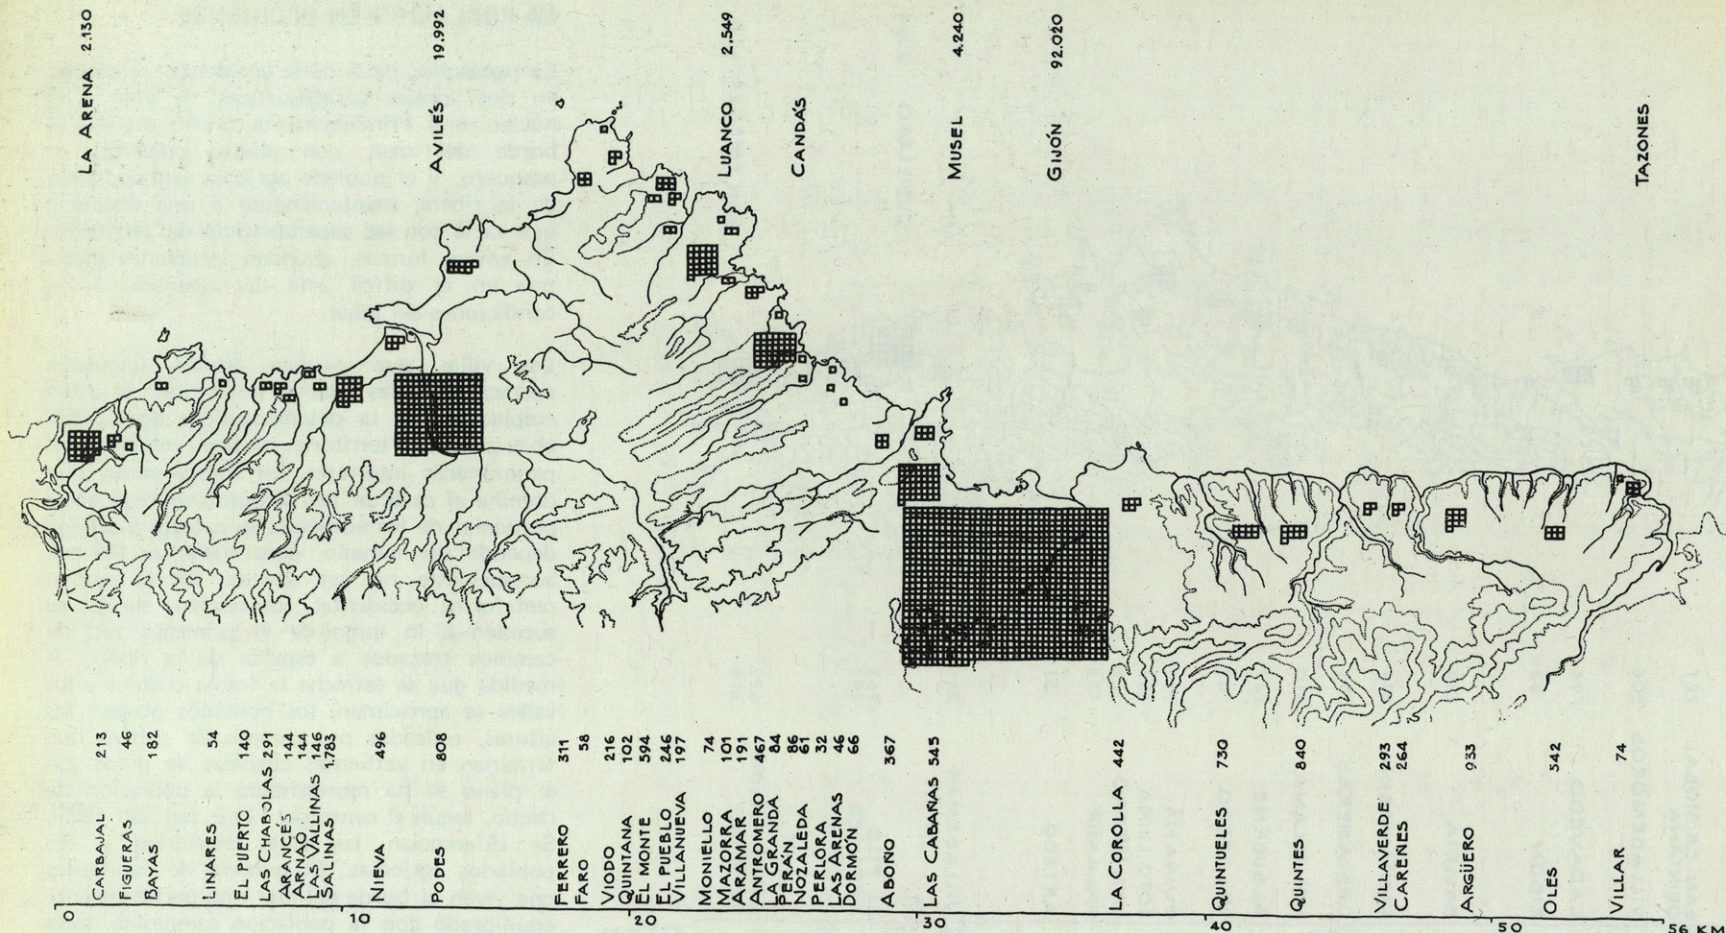 LA ARENA 2.130
AVILÉS 19.992
LUANCO 2.549
CANDÁS
MUSEL 4.240
GIJÓN 92.020
TAZONES
CARBAJAL 213
FIGUERAS 46
BAYAS 182
LINARES 54
EL PUERTO 140
LAS CHABOLAS 291
ARANCÉS 144
ARNAO 144
LAS VALLINAS 146
SALINAS 1.783
NIEVA 496
PODES 808
FERRERO 311
FARO 58
VIODO 216
QUINTANA 102
EL MONTE 594
EL PUEBLO 246
VILLANUEVA 197
MONIELLO 74
MAZORRA 101
ARAMAR 191
ANTROMERO 467
LA GRANDA 84
PERÁN 86
NOZALEDA 61
PERLORA 32
LAS ARENAS 46
DORMÓN 66
ABOÑO 367
LAS CABAÑAS 545
LA COROLLA 442
QUINTUELES 730
QUINTES 840
VILLAVERDE 293
CAREÑES 264
ARGÜERO 933
OLES 542
VILLAR 74
0 10 20 30 40 50 56 KM